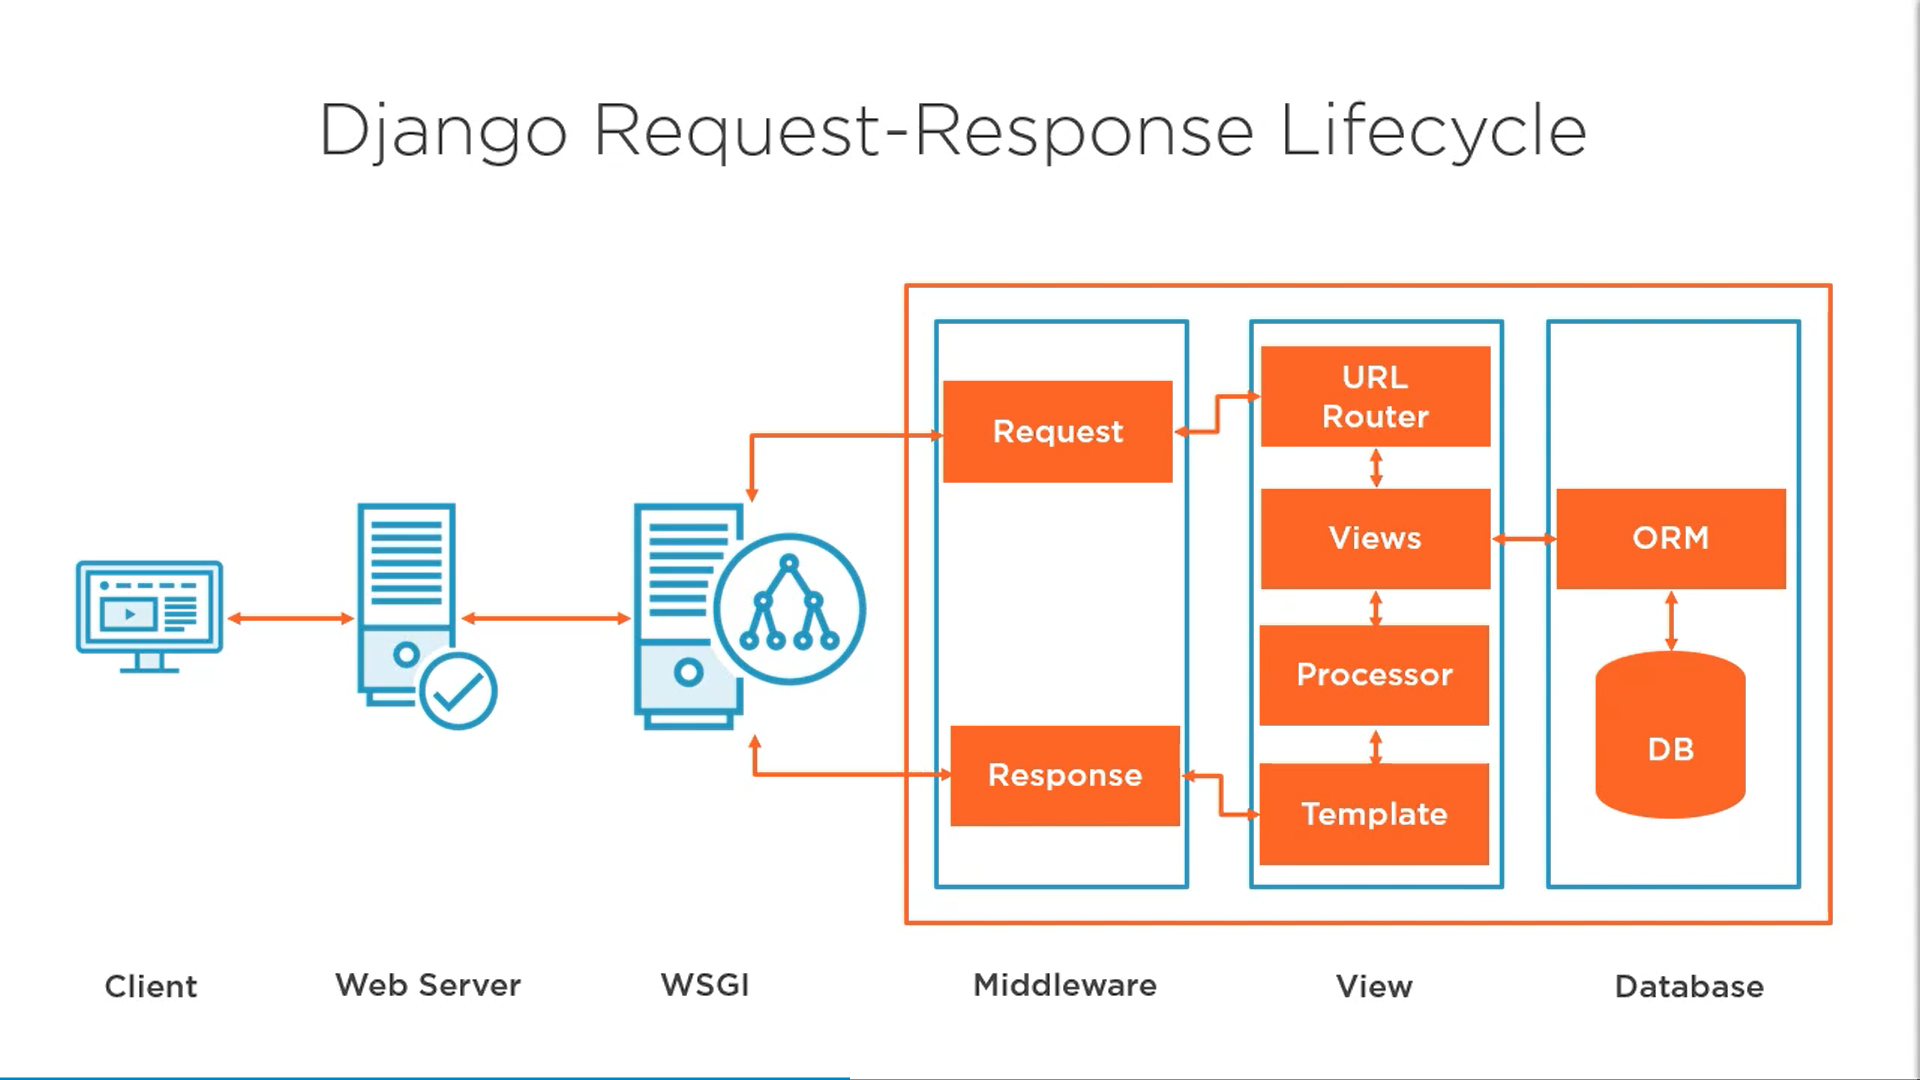 Django Request-Response Lifecycle
Request
Response
URL
Router
Views
Processor
Template
ORM
DB
Client
Web Server
WSGI
Middleware
View
Database